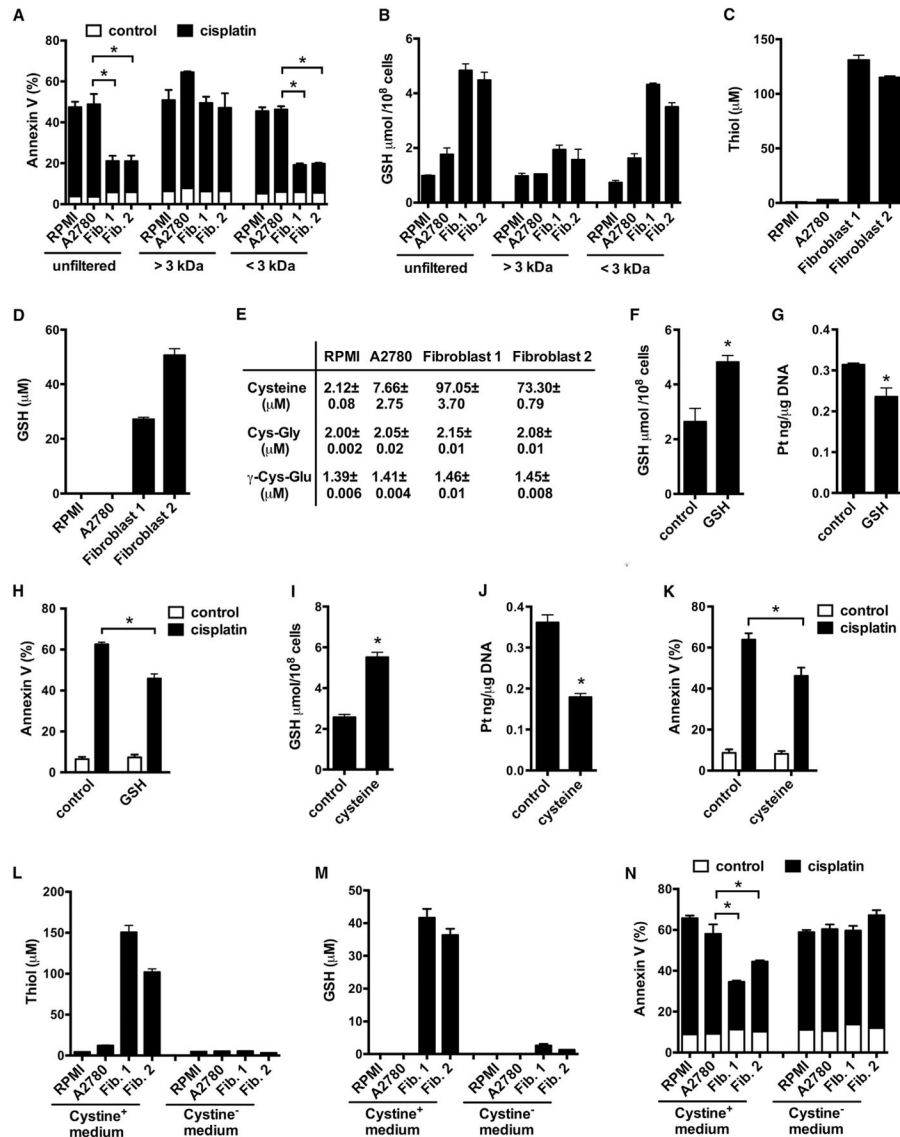 A
control cisplatin
Annexin V (%)
80
60
40
20
0
* * * *
RPMI A2780 Fib. 1 Fib. 2 RPMI A2780 Fib. 1 Fib. 2 RPMI A2780 Fib. 1 Fib. 2
unfiltered > 3 kDa < 3 kDa
B
GSH μmol /10⁸ cells
6
4
2
0
RPMI A2780 Fib. 1 Fib.2 RPMI A2780 Fib. 1 Fib. 2 RPMI A2780 Fib. 1 Fib. 2
unfiltered > 3 kDa < 3 kDa
C
Thiol (μM)
150
100
50
0
RPMI A2780 Fibroblast 1 Fibroblast 2
D
GSH (μM)
60
40
20
0
RPMI A2780 Fibroblast 1 Fibroblast 2
E
RPMI A2780 Fibroblast 1 Fibroblast 2
Cysteine 2.12± 7.66± 97.05± 73.30±
(μM) 0.08 2.75 3.70 0.79
Cys-Gly 2.00± 2.05± 2.15± 2.08±
(μM) 0.002 0.02 0.01 0.01
γ-Cys-Glu 1.39± 1.41± 1.46± 1.45±
(μM) 0.006 0.004 0.01 0.008
F
GSH μmol /10⁸ cells
6
4
2
0
*
control GSH
G
Pt ng/μg DNA
0.4
0.3
0.2
0.1
0.0
*
control GSH
H
control
cisplatin
Annexin V (%)
80
60
40
20
0
*
control GSH
I
GSH μmol/10⁸ cells
8
6
4
2
0
*
control cysteine
J
Pt ng/μg DNA
0.4
0.3
0.2
0.1
0.0
*
control cysteine
K
control
cisplatin
Annexin V (%)
80
60
40
20
0
*
control cysteine
L
Thiol (μM)
200
150
100
50
0
RPMI A2780 Fib. 1 Fib. 2 RPMI A2780 Fib. 1 Fib. 2
Cystine⁺ Cystine⁻
medium medium
M
GSH (μM)
50
40
30
20
10
0
RPMI A2780 Fib. 1 Fib. 2 RPMI A2780 Fib. 1 Fib. 2
Cystine⁺ Cystine⁻
medium medium
N
control cisplatin
Annexin V (%)
80
60
40
20
0
* *
RPMI A2780 Fib. 1 Fib. 2 RPMI A2780 Fib. 1 Fib. 2
Cystine⁺ Cystine⁻
medium medium